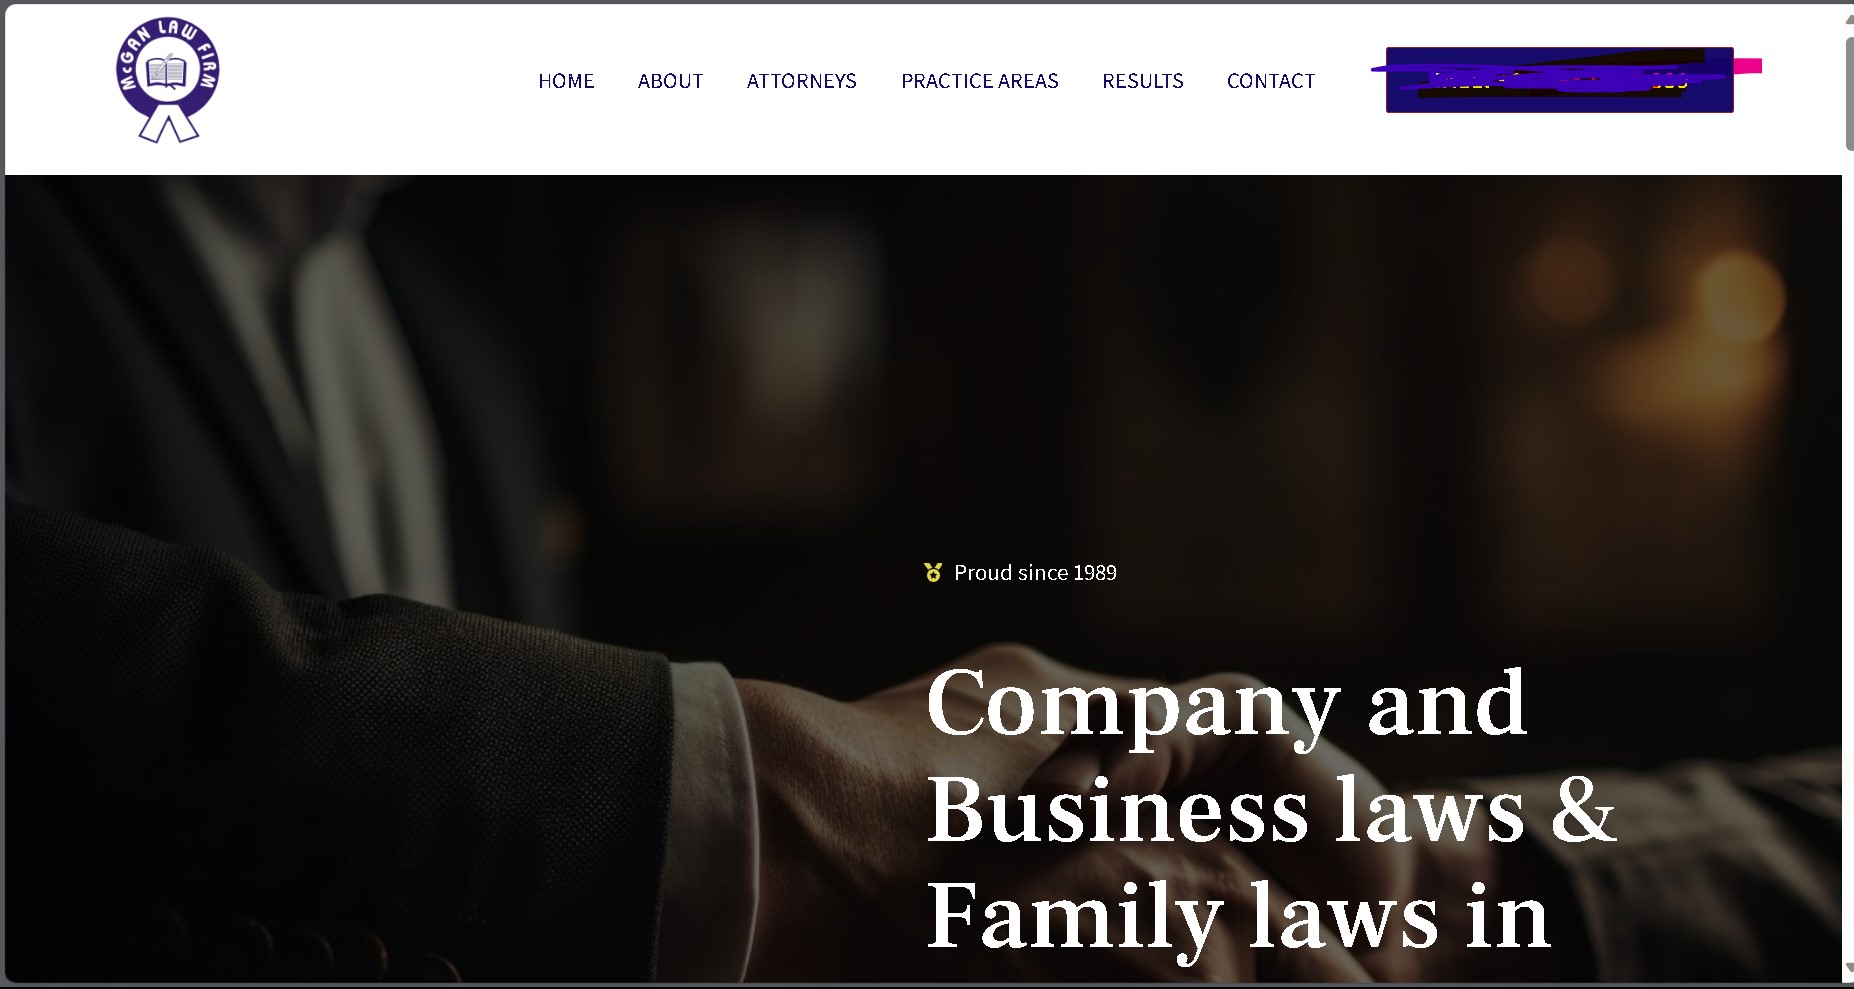 McGAN LAW FIRM
HOME ABOUT ATTORNEYS PRACTICE AREAS RESULTS CONTACT
Proud since 1989
Company and
Business laws &
Family laws in